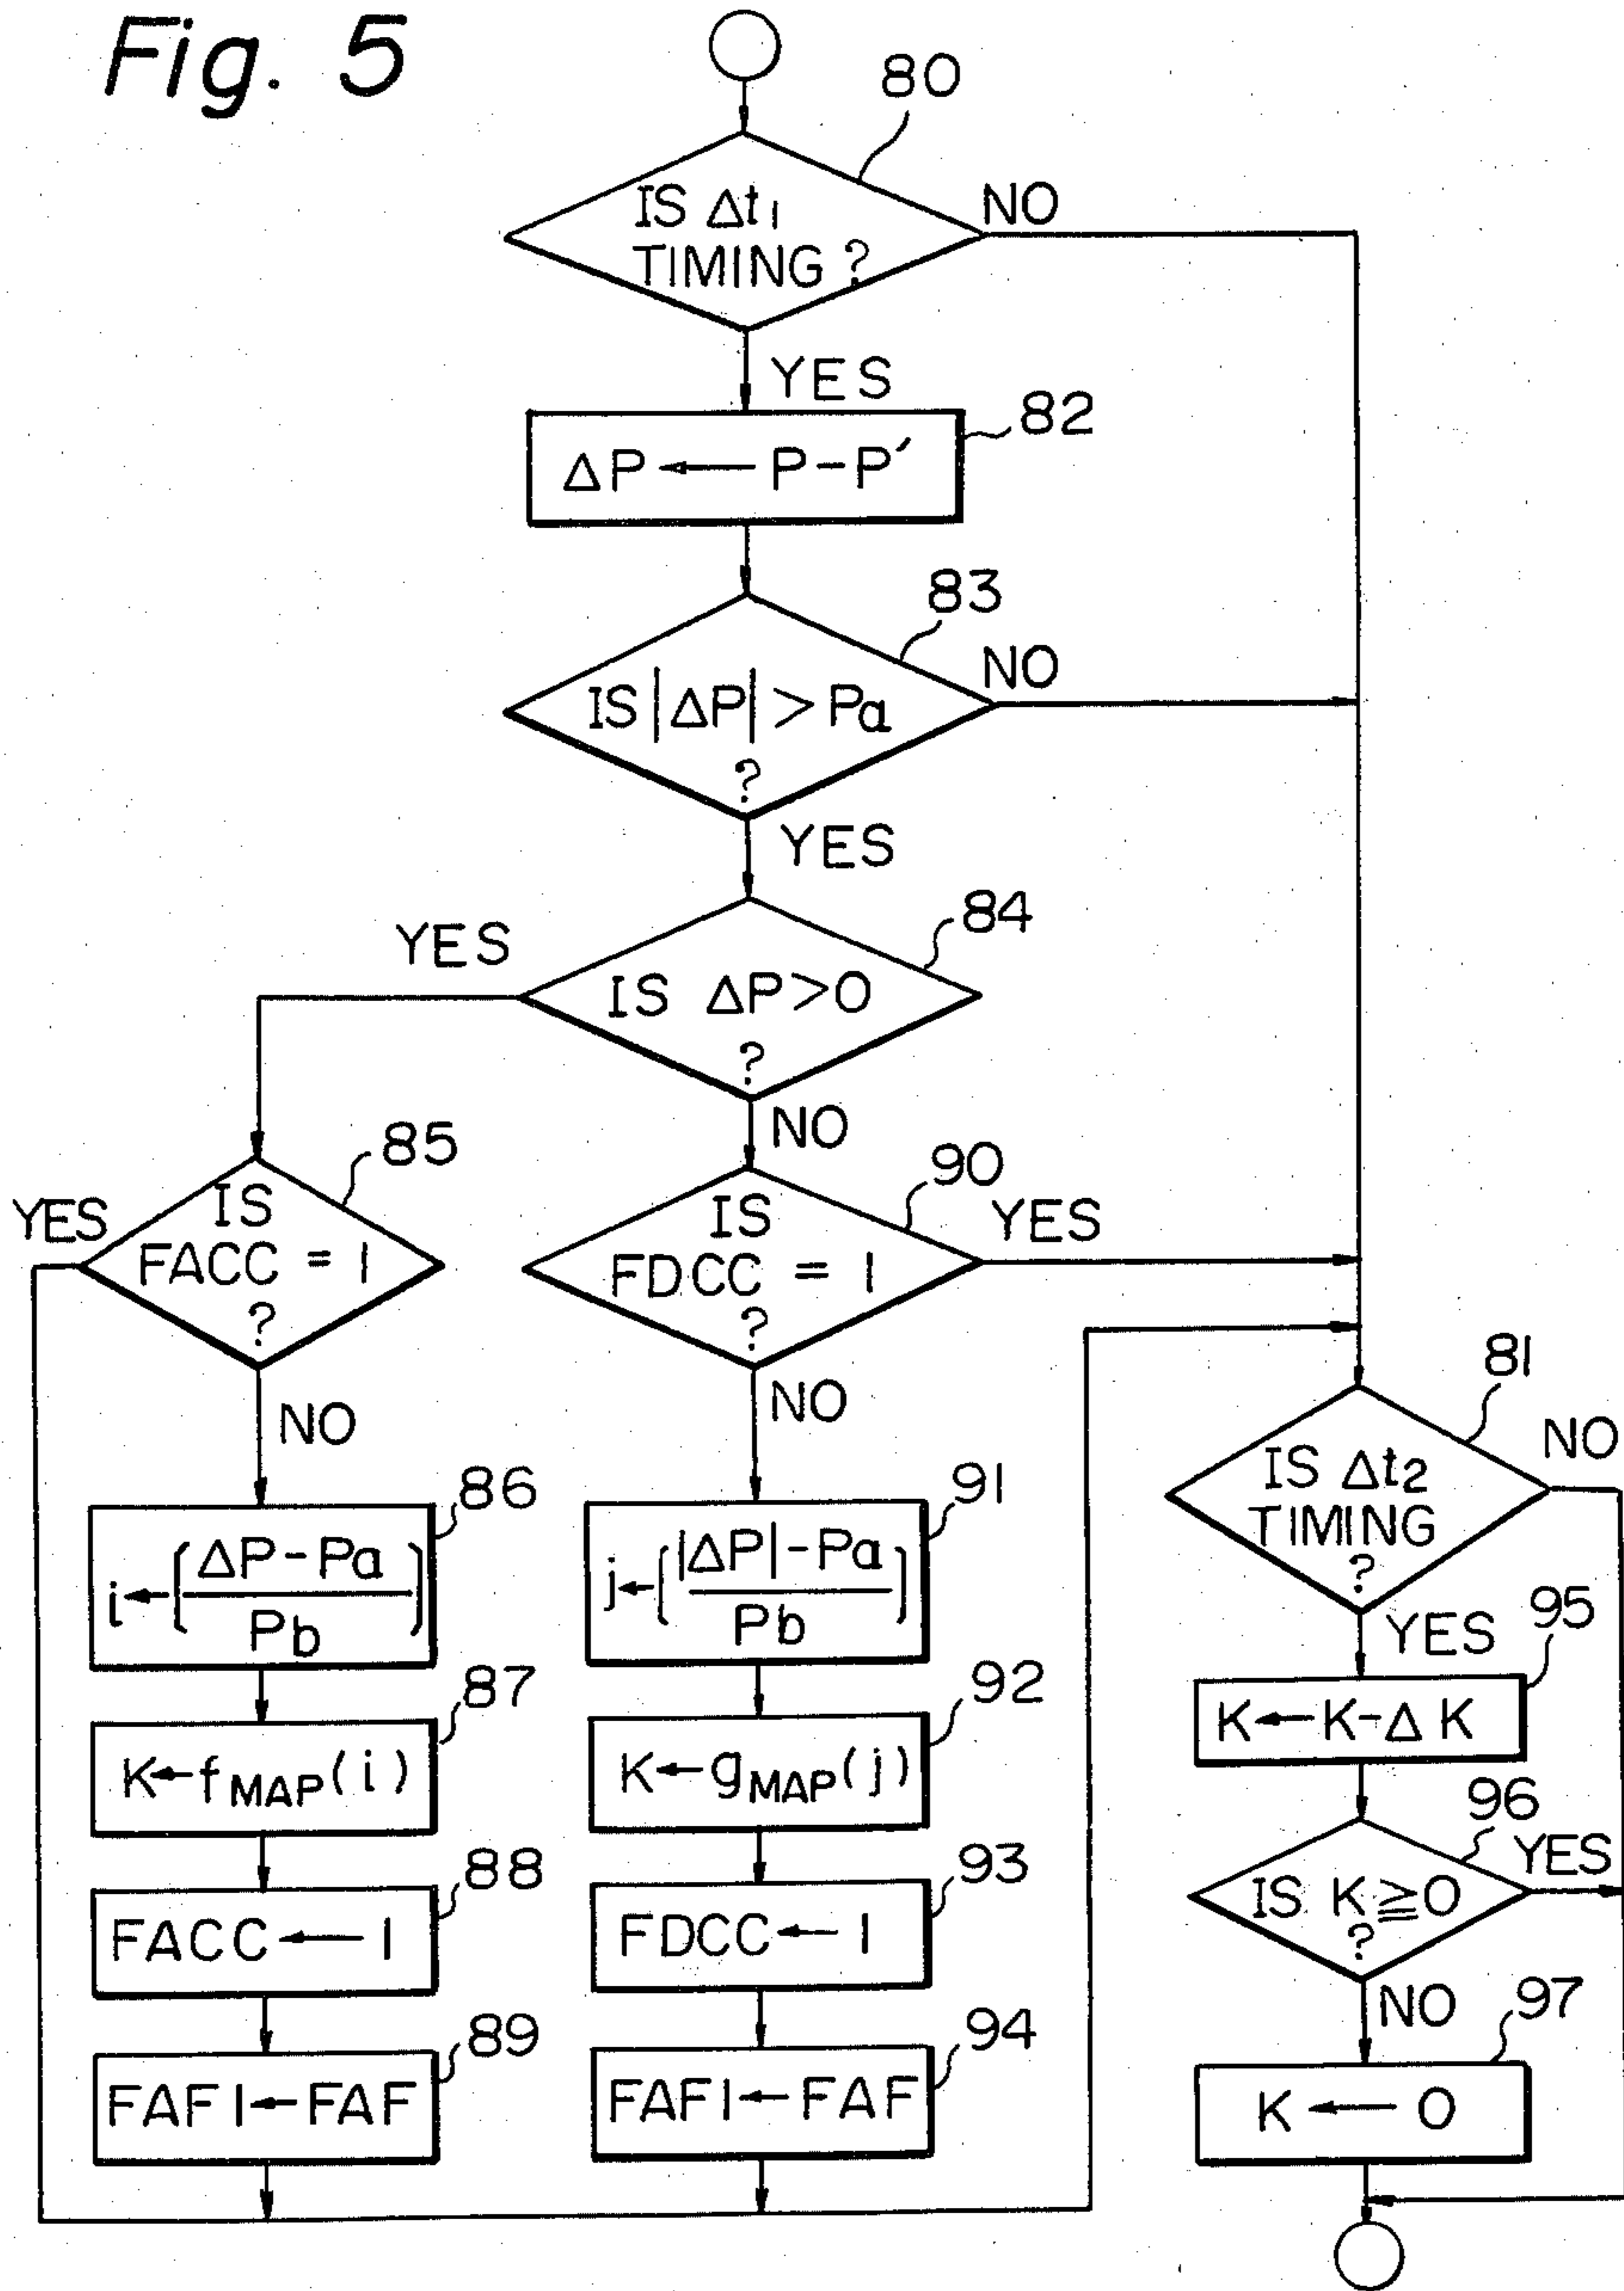 Fig. 5
80
IS Δt1
TIMING ?
NO
YES
82
ΔP ← P-P′
83
IS |ΔP| > Pa
?
NO
YES
84
YES
IS ΔP>0
?
NO
85
YES
IS
FACC = 1
?
NO
90
IS
FDCC = 1
?
YES
NO
81
IS Δt2
TIMING
?
NO
YES
86
i←[ΔP-Pa
Pb]
91
j←[|ΔP|-Pa
Pb]
95
K←K-ΔK
87
K←fMAP(i)
92
K←gMAP(j)
96
IS K≧0
?
YES
NO
88
FACC ← 1
93
FDCC ← 1
97
K ← 0
89
FAF1←FAF
94
FAF1←FAF